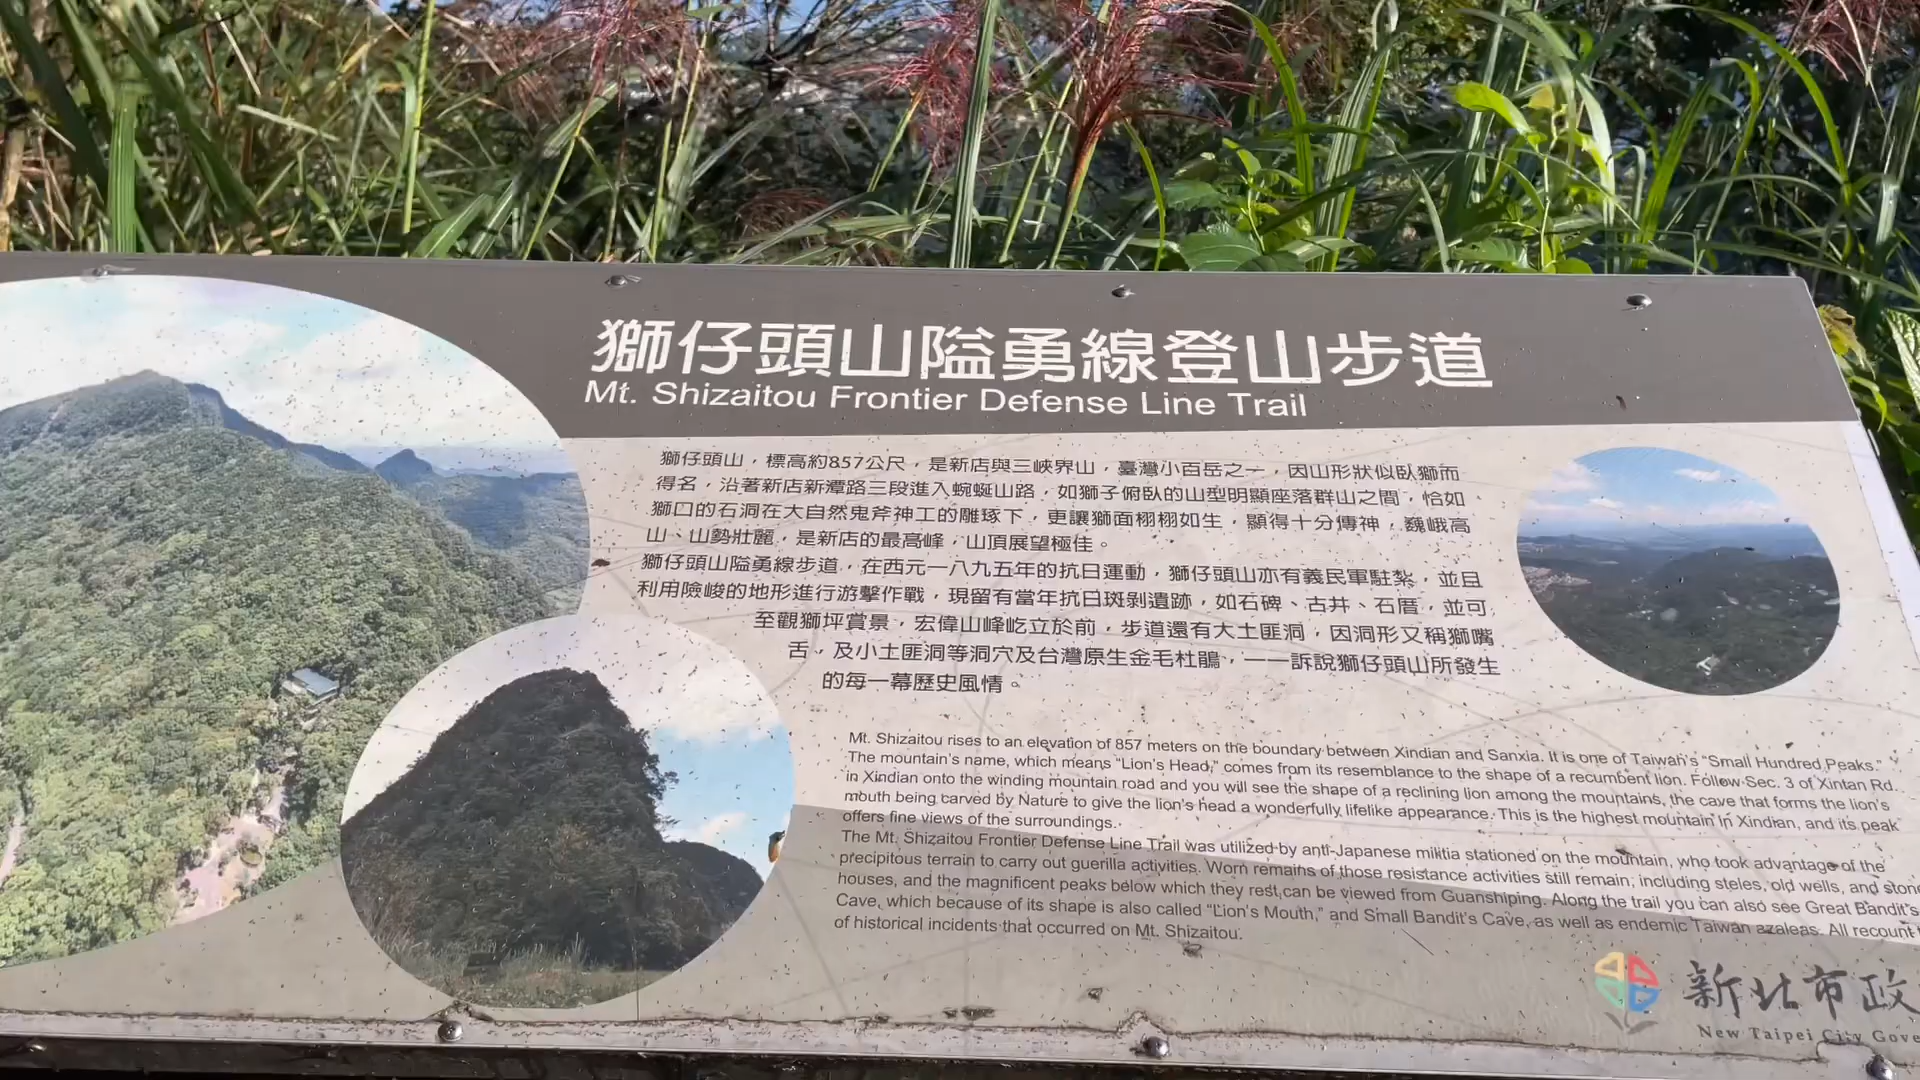 獅仔頭山隘勇線登山步道
Mt. Shizaitou Frontier Defense Line Trail
獅仔頭山，標高約857公尺，是新店與三峽界山，臺灣小百岳之一，因山形狀似臥獅而
得名，沿著新店新潭路三段進入蜿蜒山路，如獅子俯臥的山型明顯座落群山之間，恰如
獅口的石洞在大自然鬼斧神工的雕琢下，更讓獅面栩栩如生，顯得十分傳神，巍峨高
山、山勢壯麗，是新店的最高峰，山頂展望極佳。
獅仔頭山隘勇線步道，在西元一八九五年的抗日運動，獅仔頭山亦有義民軍駐紮，並且
利用險峻的地形進行游擊作戰，現留有當年抗日斑剝遺跡，如石碑、古井、石厝，並可
至觀獅坪賞景，宏偉山峰屹立於前，步道還有大土匪洞，因洞形又稱獅嘴
舌，及小土匪洞等洞穴及台灣原生金毛杜鵑，一一訴說獅仔頭山所發生
的每一幕歷史風情。
Mt. Shizaitou rises to an elevation of 857 meters on the boundary between Xindian and Sanxia. It is one of Taiwan's "Small Hundred Peaks."
The mountain's name, which means "Lion's Head," comes from its resemblance to the shape of a recumbent lion. Follow Sec. 3 of Xintan Rd.
in Xindian onto the winding mountain road and you will see the shape of a reclining lion among the mountains, the cave that forms the lion's
mouth being carved by Nature to give the lion's head a wonderfully lifelike appearance. This is the highest mountain in Xindian, and its peak
offers fine views of the surroundings.
The Mt. Shizaitou Frontier Defense Line Trail was utilized by anti-Japanese militia stationed on the mountain, who took advantage of the
precipitous terrain to carry out guerilla activities. Worn remains of those resistance activities still remain, including steles, old wells, and stone
houses, and the magnificent peaks below which they rest can be viewed from Guanshiping. Along the trail you can also see Great Bandit's
Cave, which because of its shape is also called "Lion's Mouth," and Small Bandit's Cave, as well as endemic Taiwan azaleas. All recount
of historical incidents that occurred on Mt. Shizaitou.
新北市政
New Taipei City Gove